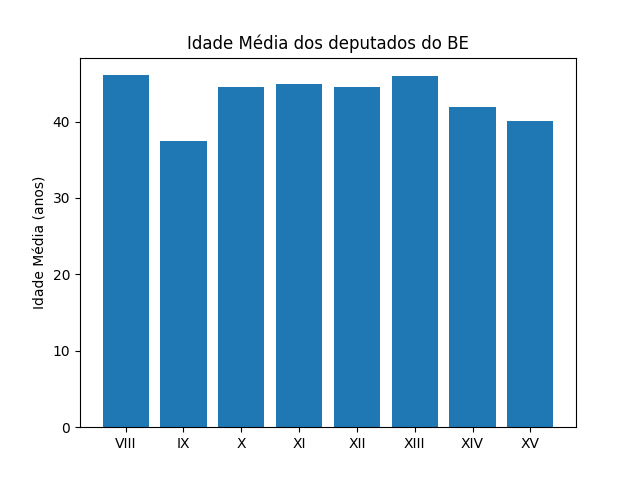 Idade Média dos deputados do BE
Idade Média (anos)
40
30
20
10
0
VIII IX X XI XII XIII XIV XV